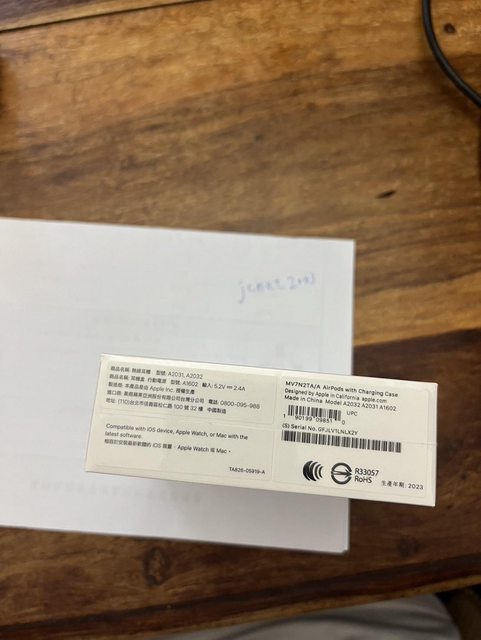 商品名稱: 無線耳機 型號: A2031, A2032
商品名稱: 耳機盒 行動電源 型號: A1602 輸入: 5.2V⎓ 2.4A
製造商: 本產品是由 Apple Inc. 授權生產
進口商: 美商蘋果亞洲股份有限公司台灣分公司 電話: 0800-095-988
地址: (110) 台北市信義區松仁路 100 號 32 樓 中國製造
Compatible with iOS device, Apple Watch, or Mac with the
latest software.
相容於安裝最新軟體的 iOS 裝置、Apple Watch 或 Mac。
TA826-05919-A
MV7N2TA/A AirPods with Charging Case
Designed by Apple in California apple.com
Made in China Model A2032 A2031 A1602
UPC
1 90199 09851 0
(S) Serial No. GFJLV1LNLX2Y
R33057
RoHS
生產年期: 2023